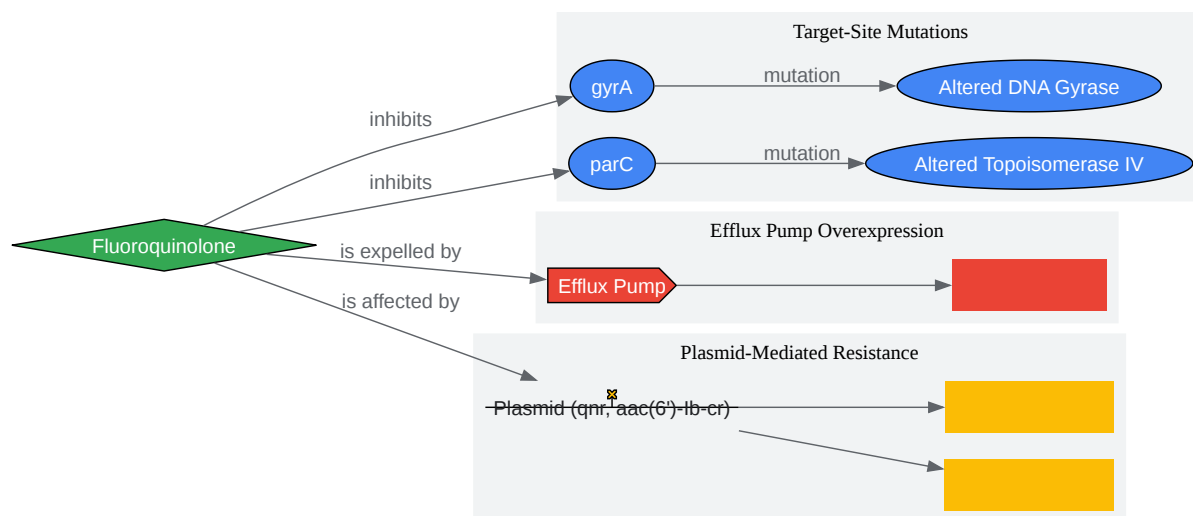 Target-Site Mutations
inhibits
gyrA
mutation
Altered DNA Gyrase
inhibits
parC
mutation
Altered Topoisomerase IV
Fluoroquinolone
Efflux Pump Overexpression
is expelled by
Efflux Pump
is affected by
Plasmid-Mediated Resistance
Plasmid (qnr, aac(6')-Ib-cr)